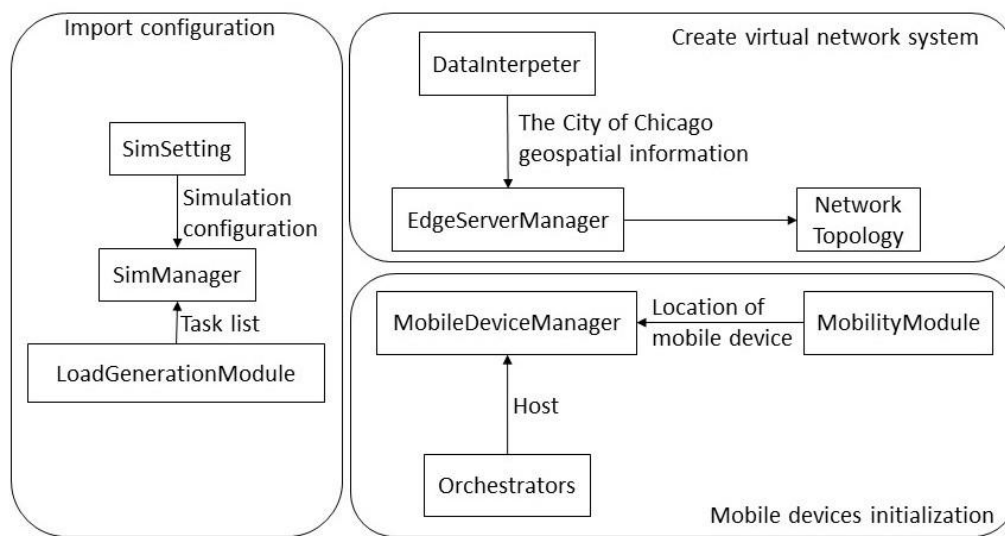 Import configuration
SimSetting
Simulation
configuration
SimManager
Task list
LoadGenerationModule
Create virtual network system
DataInterpeter
The City of Chicago
geospatial information
EdgeServerManager
Network
Topology
MobileDeviceManager
Location of
mobile device
MobilityModule
Host
Orchestrators
Mobile devices initialization